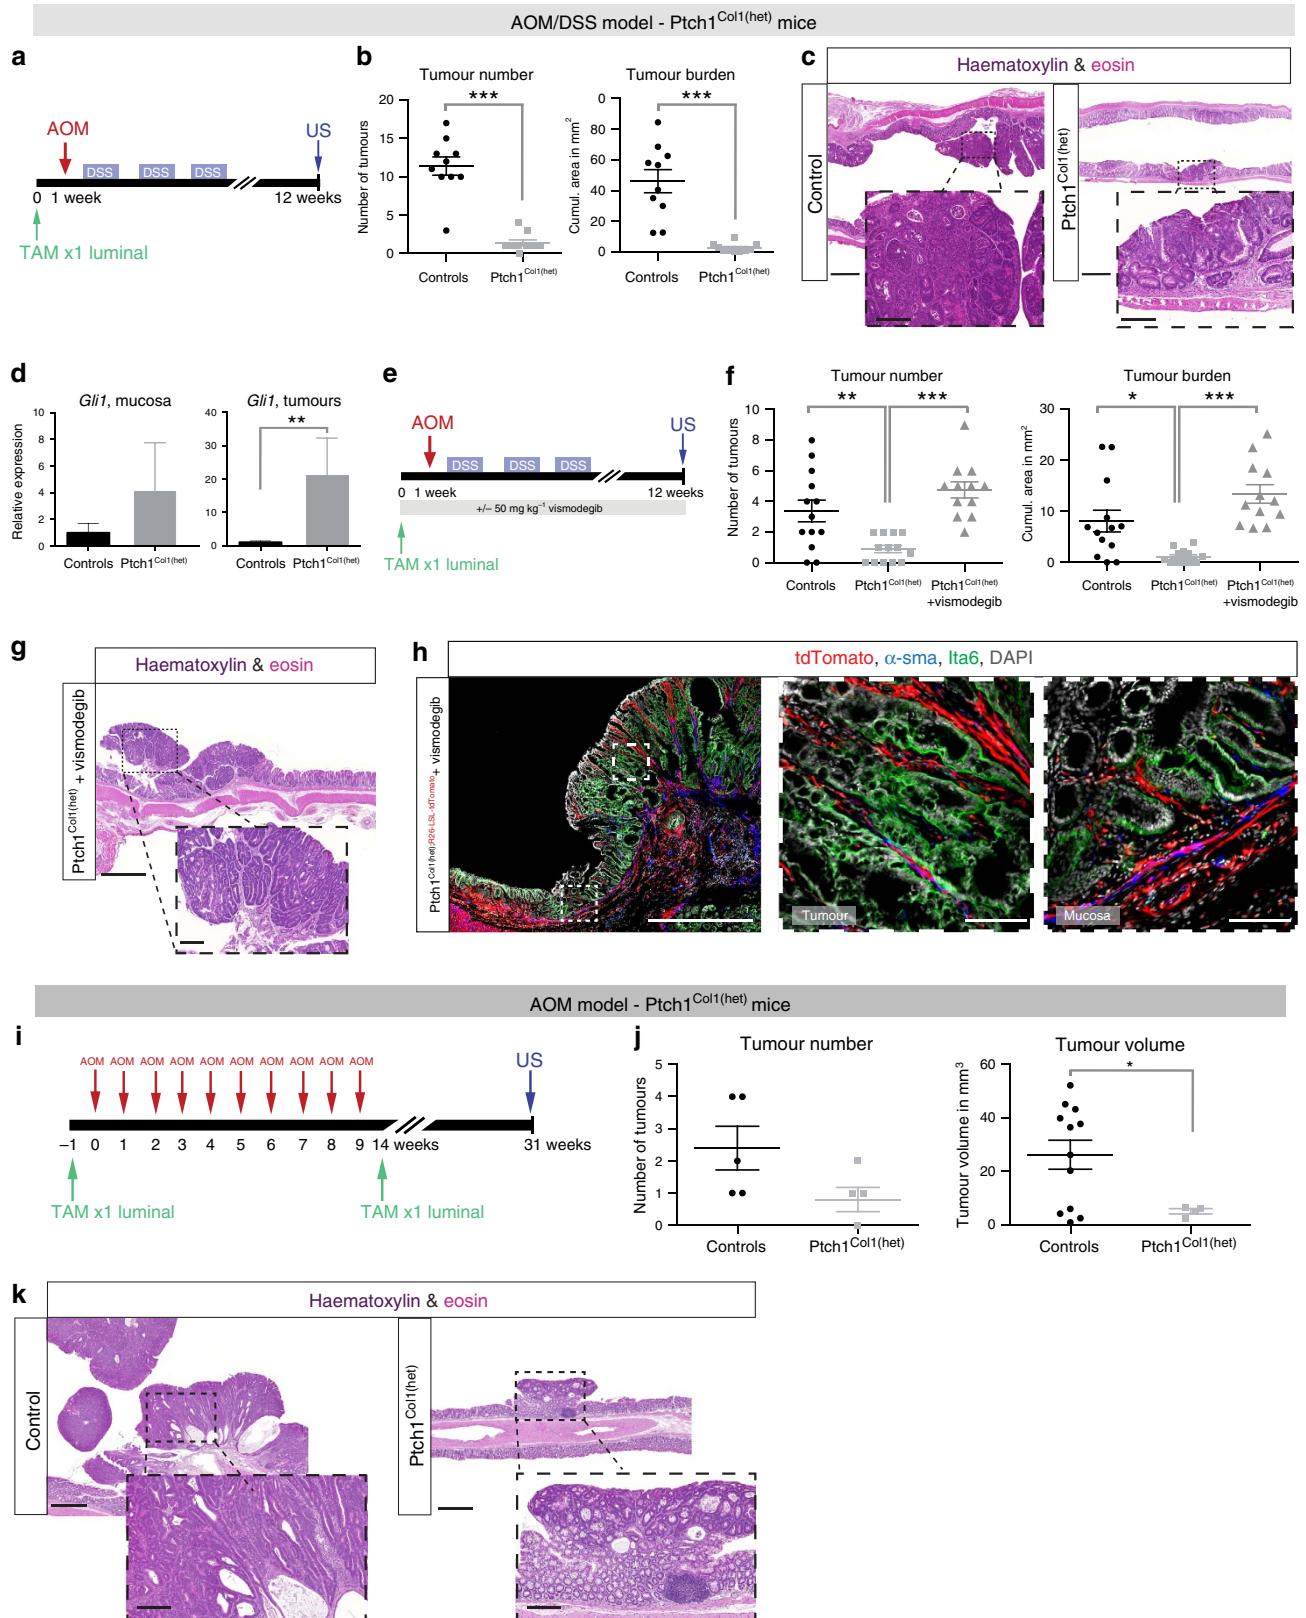 AOM/DSS model - Ptch1Col1(het) mice
a
AOM
US
DSS DSS DSS
0 1 week 12 weeks
TAM x1 luminal
b
Tumour number
***
Number of tumours
20
15
10
5
0
Controls Ptch1Col1(het)
Tumour burden
***
Cumul. area in mm2
0
80
60
40
20
0
Controls Ptch1Col1(het)
c
Haematoxylin & eosin
Control
Ptch1Col1(het)
d
Gli1, mucosa
Relative expression
10
8
6
4
2
0
Controls Ptch1Col1(het)
Gli1, tumours
**
40
30
20
10
0
Controls Ptch1Col1(het)
e
AOM
US
DSS DSS DSS
0 1 week 12 weeks
+/– 50 mg kg–1 vismodegib
TAM x1 luminal
f
Tumour number
** ***
Number of tumours
10
8
6
4
2
0
Controls Ptch1Col1(het) Ptch1Col1(het)
+vismodegib
Tumour burden
* ***
Cumul. area in mm2
30
20
10
0
Controls Ptch1Col1(het) Ptch1Col1(het)
+vismodegib
g
Haematoxylin & eosin
Ptch1Col1(het) + vismodegib
h
tdTomato, α-sma, Ita6, DAPI
Ptch1Col1(het);R26-LSL-tdTomato+ vismodegib
Tumour
Mucosa
AOM model - Ptch1Col1(het) mice
i
AOM AOM AOM AOM AOM AOM AOM AOM AOM AOM
US
–1 0 1 2 3 4 5 6 7 8 9 14 weeks 31 weeks
TAM x1 luminal TAM x1 luminal
j
Tumour number
Number of tumours
5
4
3
2
1
0
Controls Ptch1Col1(het)
Tumour volume
*
Tumour volume in mm3
60
40
20
0
Controls Ptch1Col1(het)
k
Haematoxylin & eosin
Control
Ptch1Col1(het)